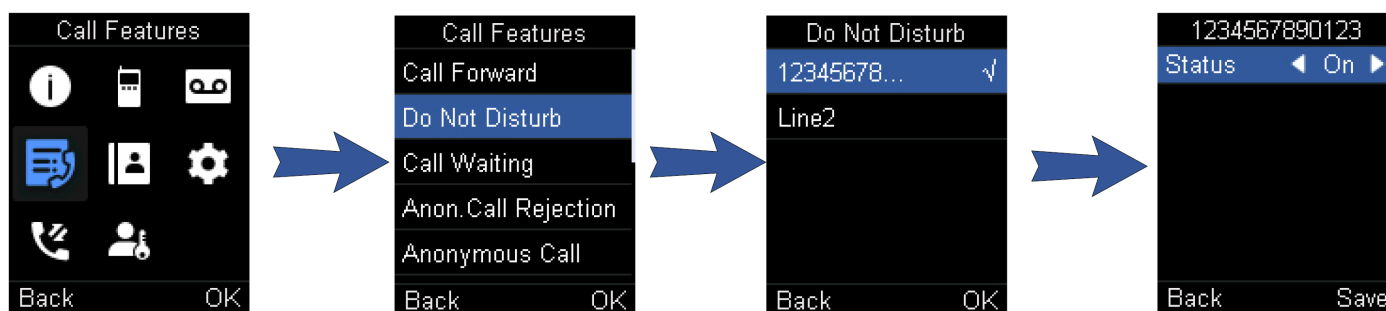 Call Features
Back OK
Call Features
Call Forward
Do Not Disturb
Call Waiting
Anon.Call Rejection
Anonymous Call
Back OK
Do Not Disturb
12345678... √
Line2
Back OK
1234567890123
Status On
Back Save